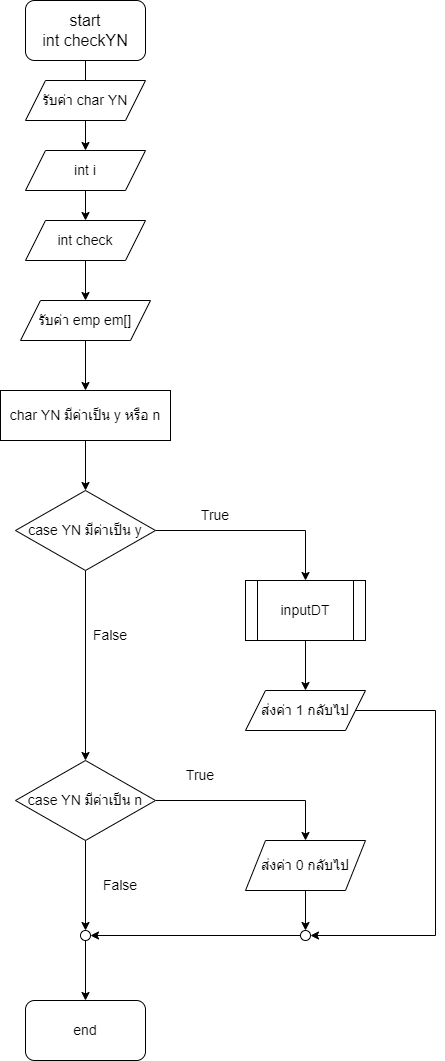 start
int checkYN
รับค่า char YN
int i
int check
รับค่า emp em[]
char YN มีค่าเป็น y หรือ n
case YN มีค่าเป็น y
True
False
inputDT
ส่งค่า 1 กลับไป
case YN มีค่าเป็น n
True
False
ส่งค่า 0 กลับไป
end